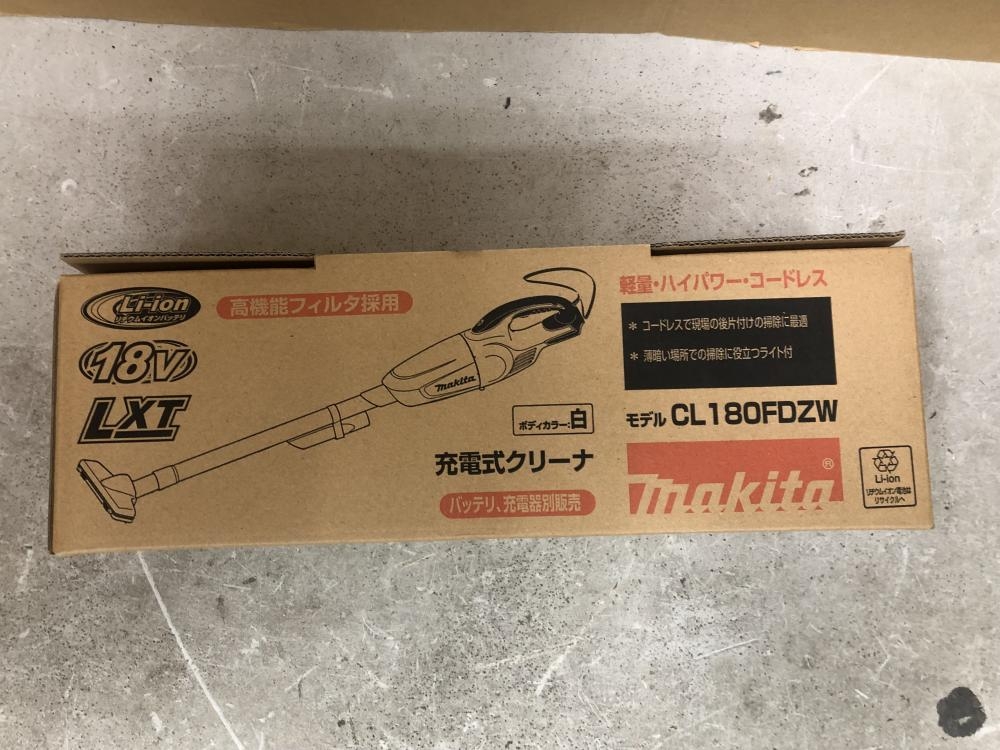 Li-ion
リチウムイオンバッテリ
高機能フィルタ採用
18V
LXT
makita
軽量・ハイパワー・コードレス
* コードレスで現場の後片付けの掃除に最適
* 薄暗い場所での掃除に役立つライト付
ボディカラー:白
モデル CL180FDZW
充電式クリーナ
バッテリ、充電器別販売
makita®
Li-ion
リチウムイオン電池は
リサイクルへ